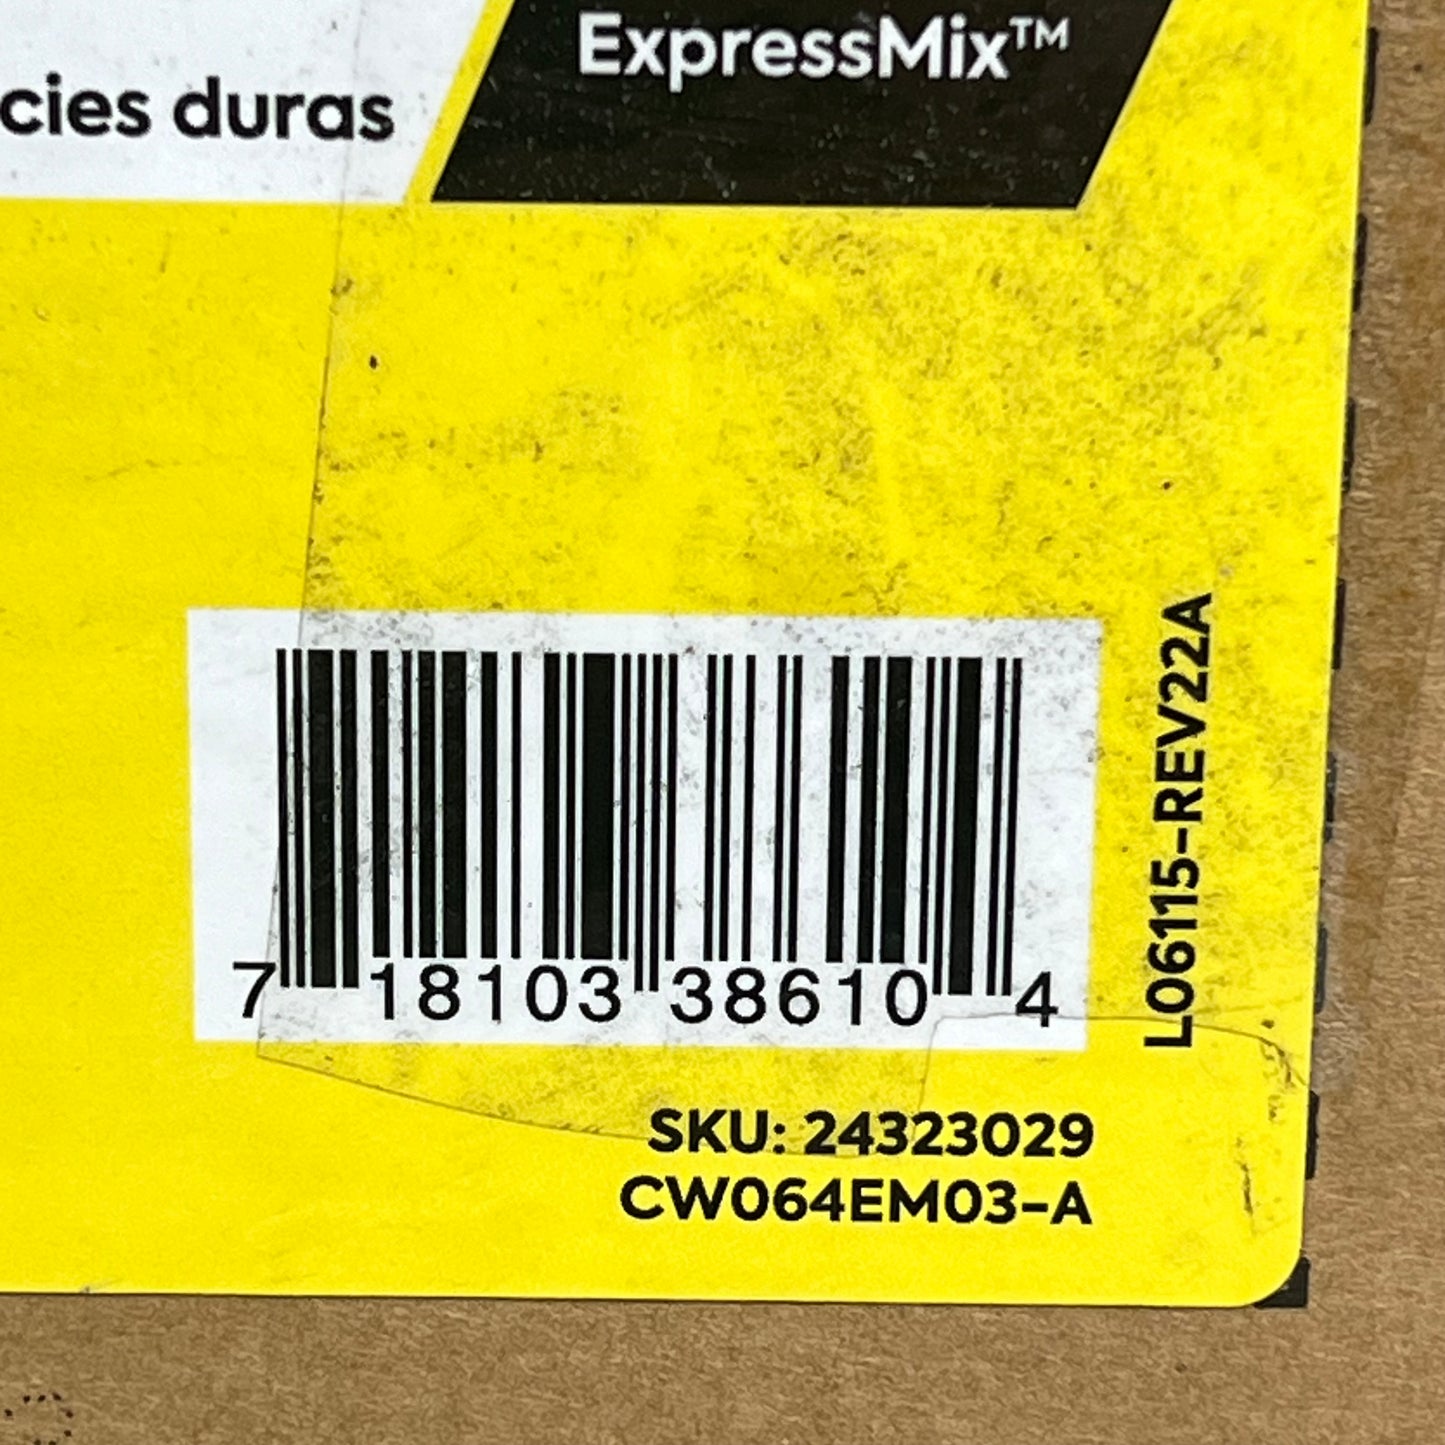 ExpressMix™
cies duras
7 18103 38610 4
L06115-REV22A
SKU: 24323029
CW064EM03-A